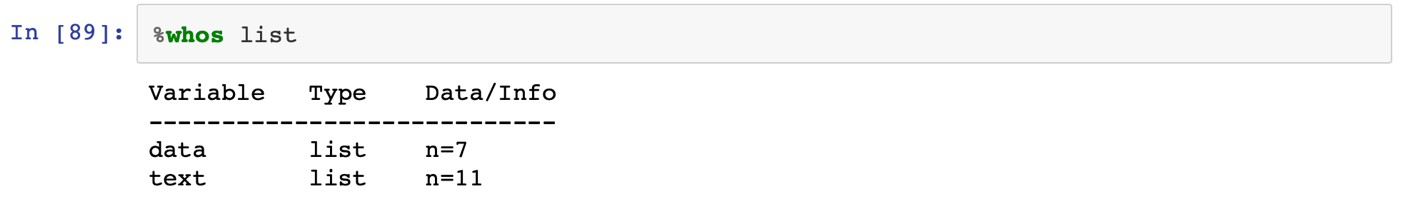 In [89]: %whos list
Variable   Type    Data/Info
----------------------------
data       list    n=7
text       list    n=11